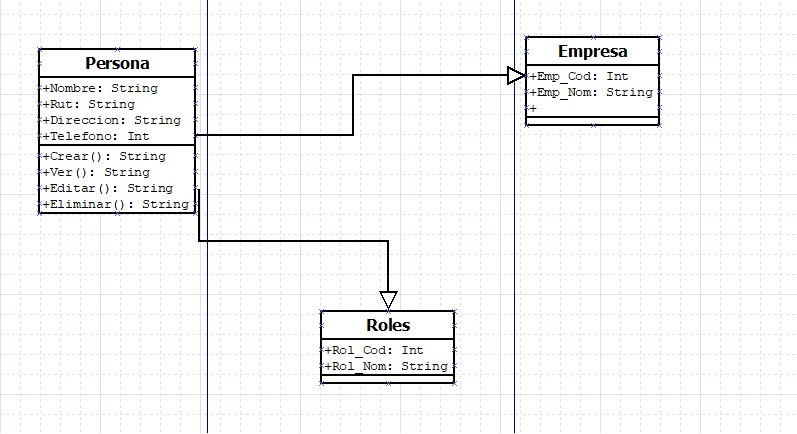 Persona
+Nombre: String
+Rut: String
+Direccion: String
+Telefono: Int
+Crear(): String
+Ver(): String
+Editar(): String
+Eliminar(): String
Empresa
+Emp_Cod: Int
+Emp_Nom: String
+
Roles
+Rol_Cod: Int
+Rol_Nom: String